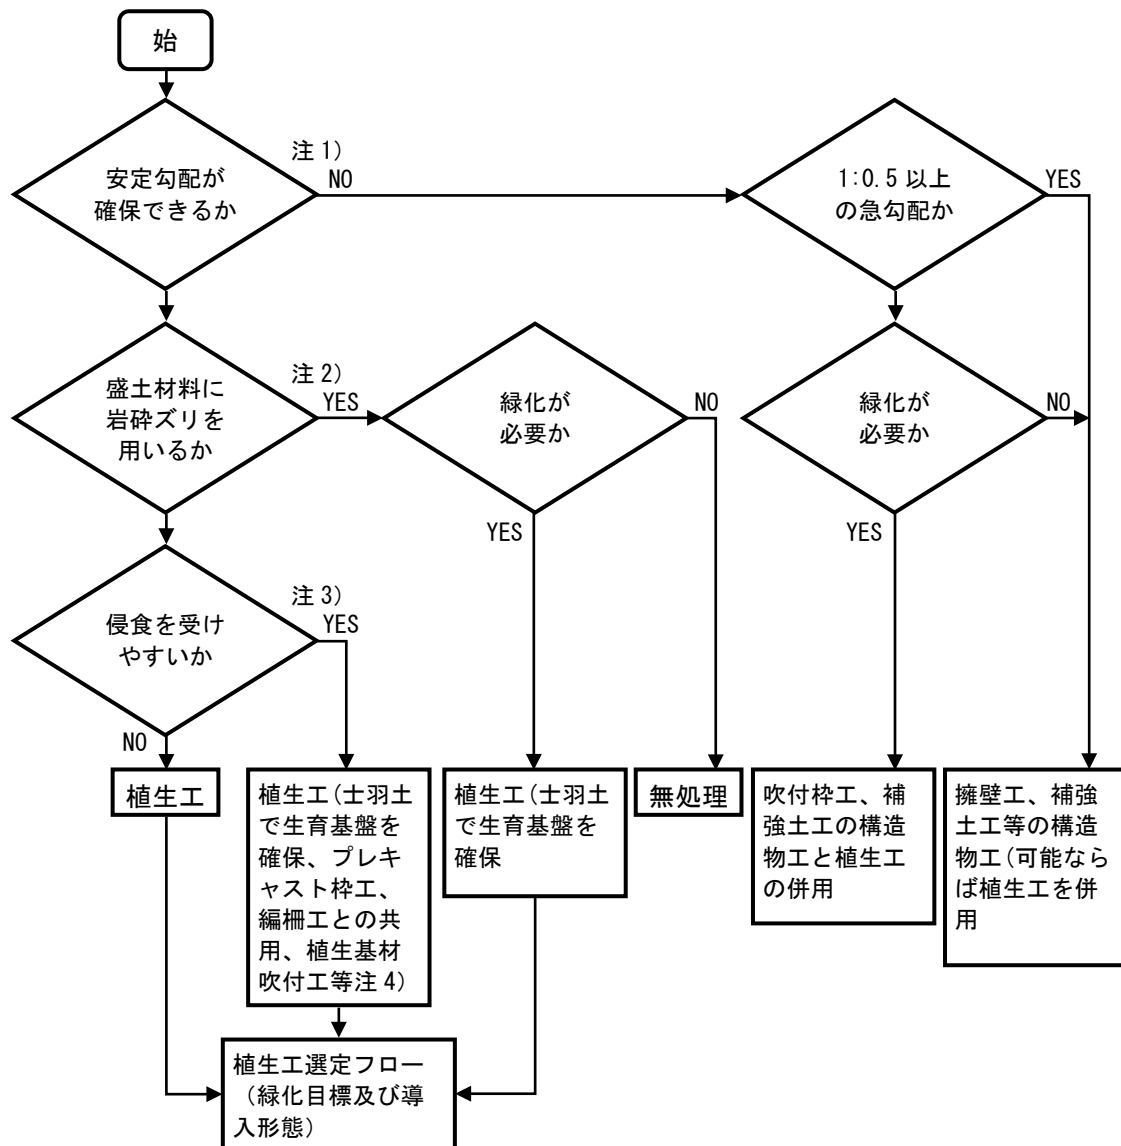 始
安定勾配が
確保できるか
注1)
NO
1:0.5以上
の急勾配か
YES
盛土材料に
岩砕ズリを
用いるか
注2)
YES
緑化が
必要か
NO
YES
緑化が
必要か
NO
YES
侵食を受け
やすいか
注3)
YES
NO
植生工
植生工(士羽土
で生育基盤を
確保、プレキ
ャスト枠工、
編柵工との共
用、植生基材
吹付工等注4)
植生工(士羽土
で生育基盤を
確保
無処理
吹付枠工、補
強土工の構造
物工と植生工
の併用
擁壁工、補強
土工等の構造
物工(可能なら
ば植生工を併
用
植生工選定フロー
(緑化目標及び導
入形態)